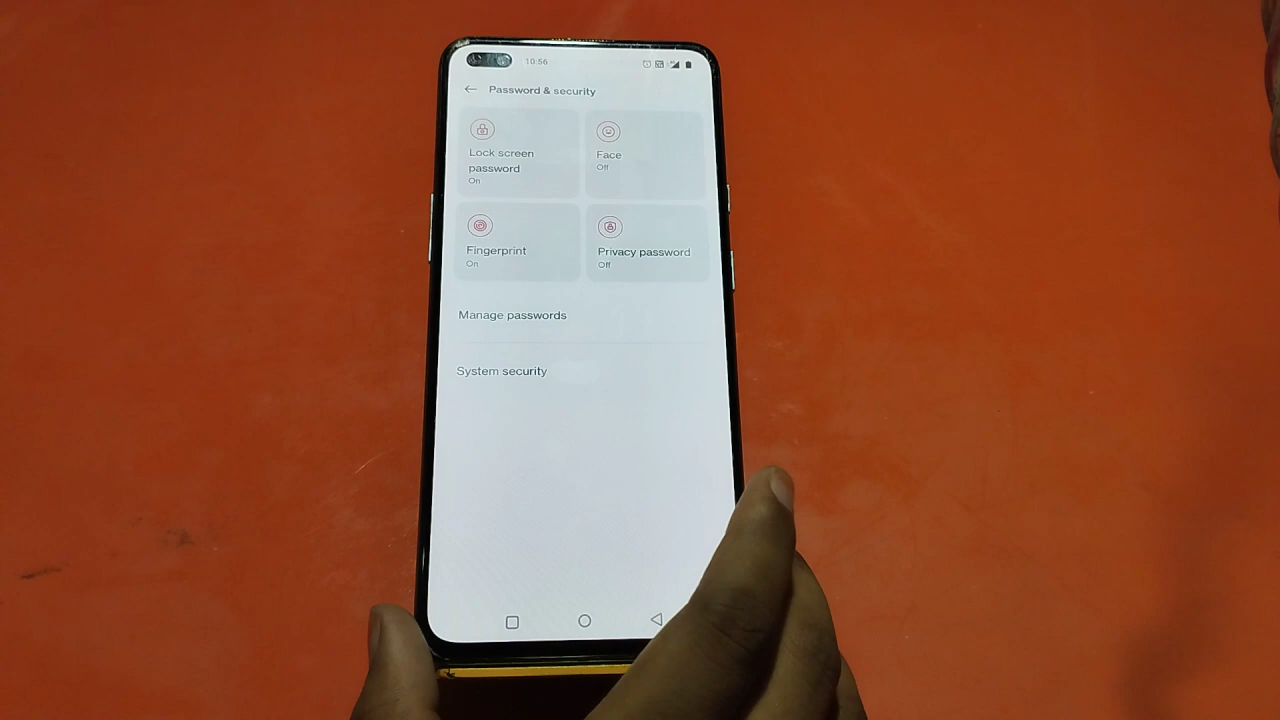 10:56
Password & security
Lock screen
password
On
Face
Off
Fingerprint
On
Privacy password
Off
Manage passwords
System security